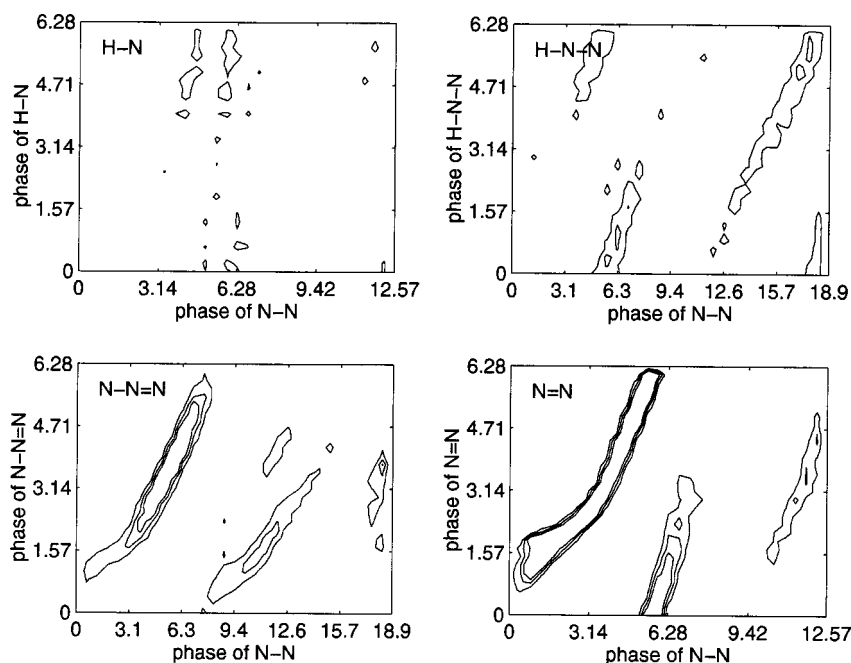 6.28
H–N
4.71
3.14
1.57
0
phase of H–N
0 3.14 6.28 9.42 12.57
phase of N–N
6.28
H–N–N
4.71
3.14
1.57
0
phase of H–N–N
0 3.1 6.3 9.4 12.6 15.7 18.9
phase of N–N
6.28
N–N=N
4.71
3.14
1.57
0
phase of N–N=N
0 3.1 6.3 9.4 12.6 15.7 18.9
phase of N–N
6.28
N=N
4.71
3.14
1.57
0
phase of N=N
0 3.14 6.28 9.42 12.57
phase of N–N